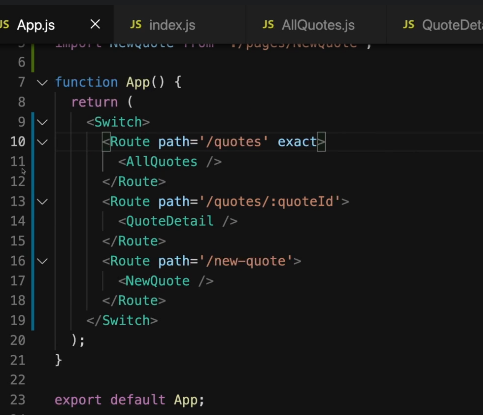 JS App.js × JS index.js JS AllQuotes.js JS QuoteDeta
5 import NewQuote from './pages/NewQuote';
6
7 function App() {
8 return (
9 <Switch>
10 <Route path='/quotes' exact>
11 <AllQuotes />
12 </Route>
13 <Route path='/quotes/:quoteId'>
14 <QuoteDetail />
15 </Route>
16 <Route path='/new-quote'>
17 <NewQuote />
18 </Route>
19 </Switch>
20 );
21 }
22
23 export default App;